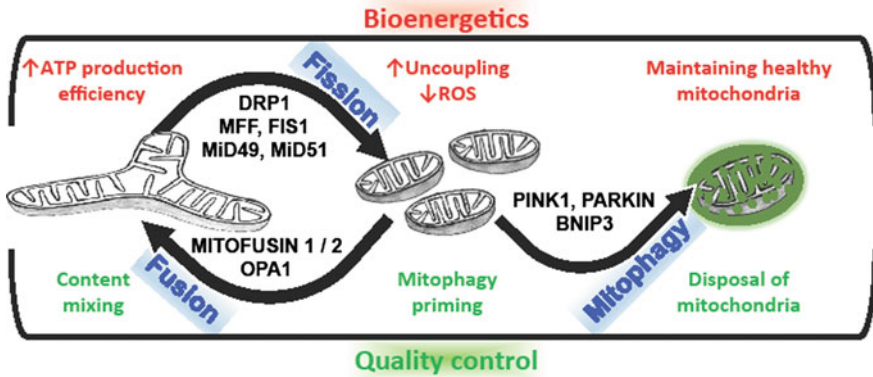 Bioenergetics
↑ATP production
efficiency
Fission
↑Uncoupling
↓ROS
Maintaining healthy
mitochondria
DRP1
MFF, FIS1
MiD49, MiD51
PINK1, PARKIN
BNIP3
MITOFUSIN 1 / 2
OPA1
Content
mixing
Fusion
Mitophagy
priming
Mitophagy
Disposal of
mitochondria
Quality control